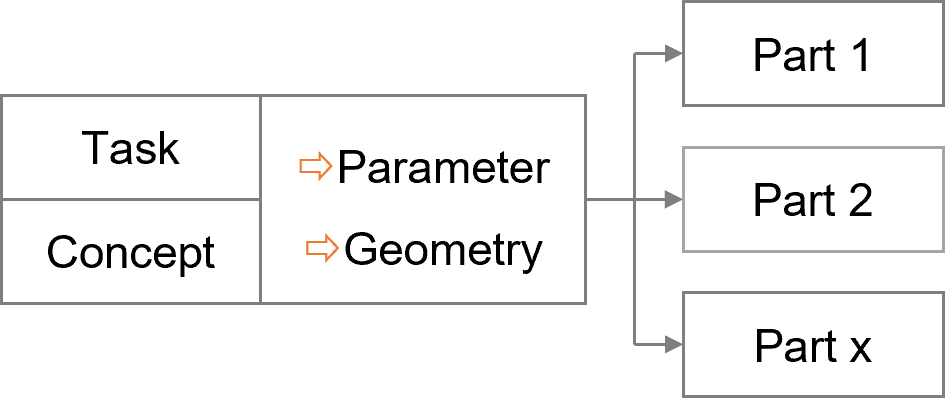 Task
Concept
⇨Parameter
⇨Geometry
Part 1
Part 2
Part x